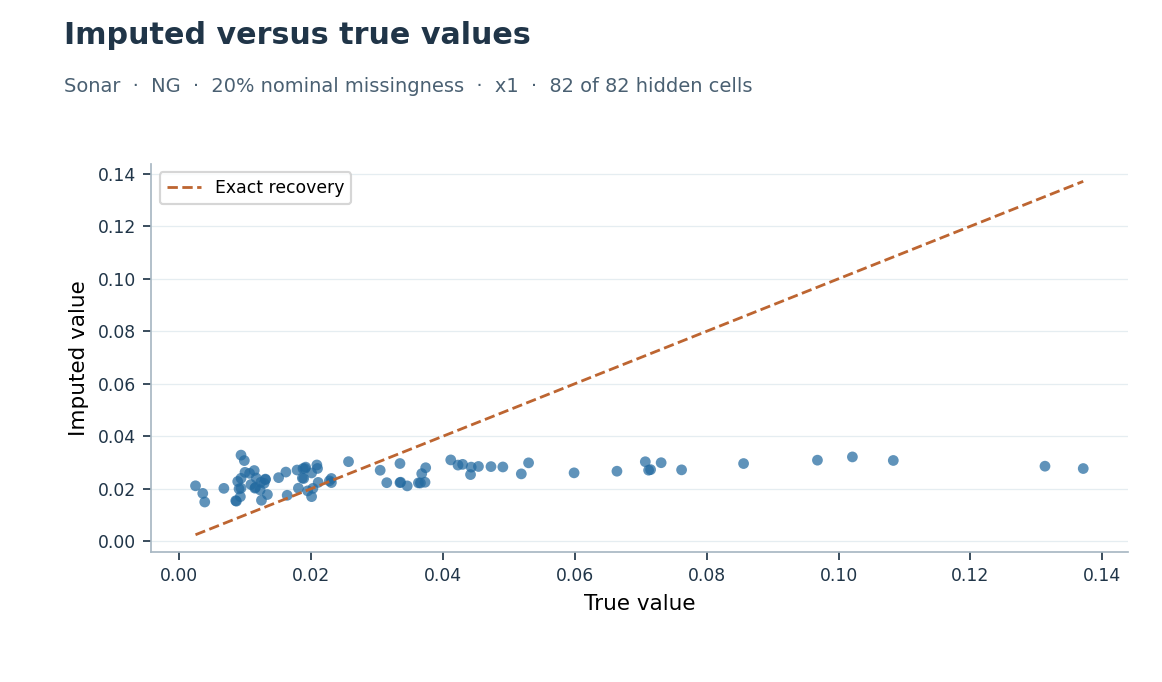 Imputed versus true values
Sonar · NG · 20% nominal missingness · x1 · 82 of 82 hidden cells
0.14
0.12
0.10
0.08
0.06
0.04
0.02
0.00
Imputed value
Exact recovery
0.00 0.02 0.04 0.06 0.08 0.10 0.12 0.14
True value